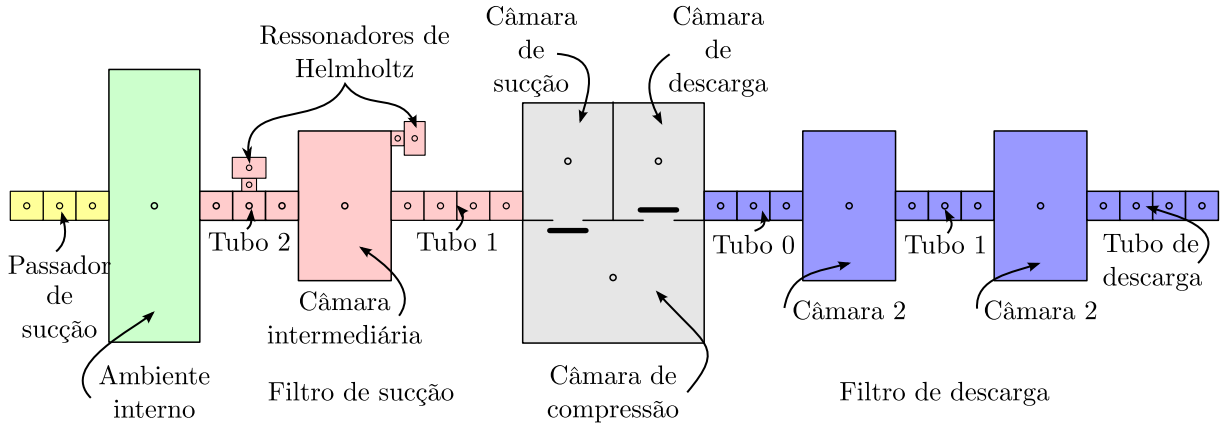 Ressonadores de
Helmholtz
Câmara
de
sucção
Câmara
de
descarga
Passador
de
sucção
Tubo 2
Tubo 1
Tubo 0
Tubo 1
Tubo de
descarga
Câmara
intermediária
Câmara 2
Câmara 2
Ambiente
interno
Filtro de sucção
Câmara de
compressão
Filtro de descarga